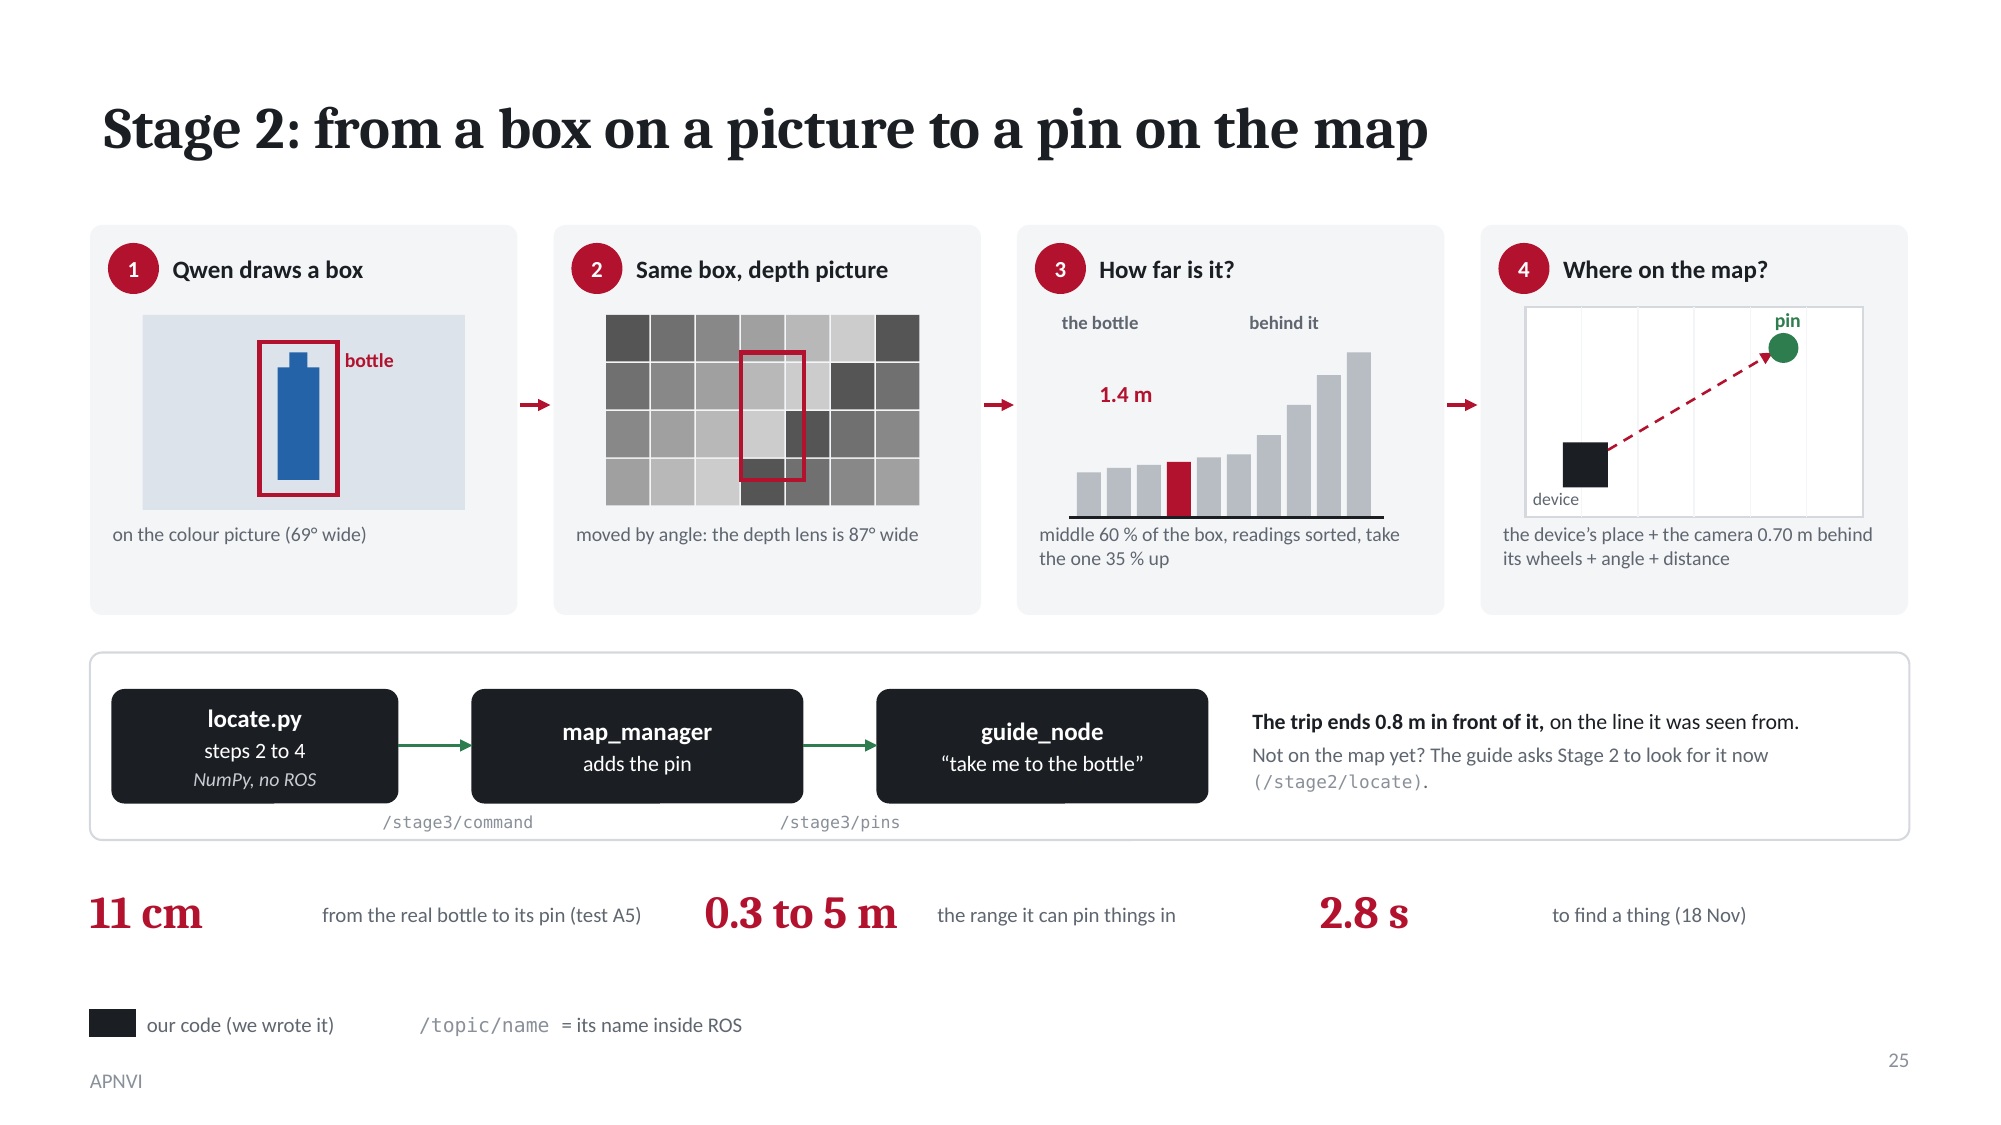 Stage 2: from a box on a picture to a pin on the map
1 Qwen draws a box
bottle
on the colour picture (69° wide)
2 Same box, depth picture
moved by angle: the depth lens is 87° wide
3 How far is it?
the bottle behind it
1.4 m
middle 60 % of the box, readings sorted, take
the one 35 % up
4 Where on the map?
pin
device
the device’s place + the camera 0.70 m behind
its wheels + angle + distance
locate.py
steps 2 to 4
NumPy, no ROS
map_manager
adds the pin
guide_node
“take me to the bottle”
/stage3/command
/stage3/pins
The trip ends 0.8 m in front of it, on the line it was seen from.
Not on the map yet? The guide asks Stage 2 to look for it now
(/stage2/locate).
11 cm from the real bottle to its pin (test A5)
0.3 to 5 m the range it can pin things in
2.8 s to find a thing (18 Nov)
our code (we wrote it)
/topic/name = its name inside ROS
25
APNVI